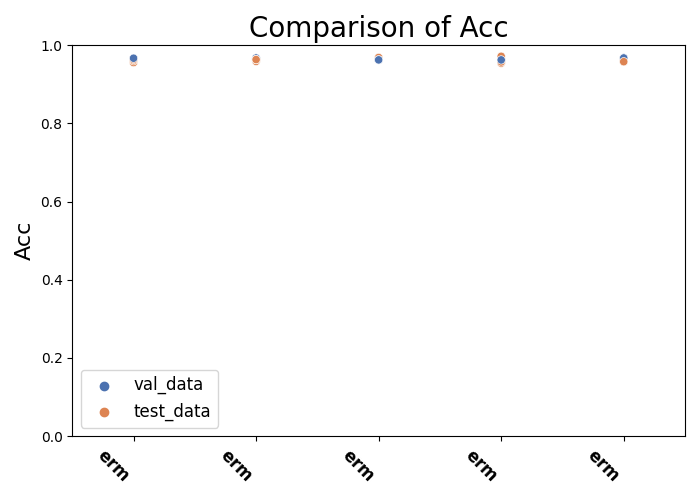 Comparison of Acc
Acc
1.0
0.8
0.6
0.4
0.2
0.0
val_data
test_data
erm
erm
erm
erm
erm